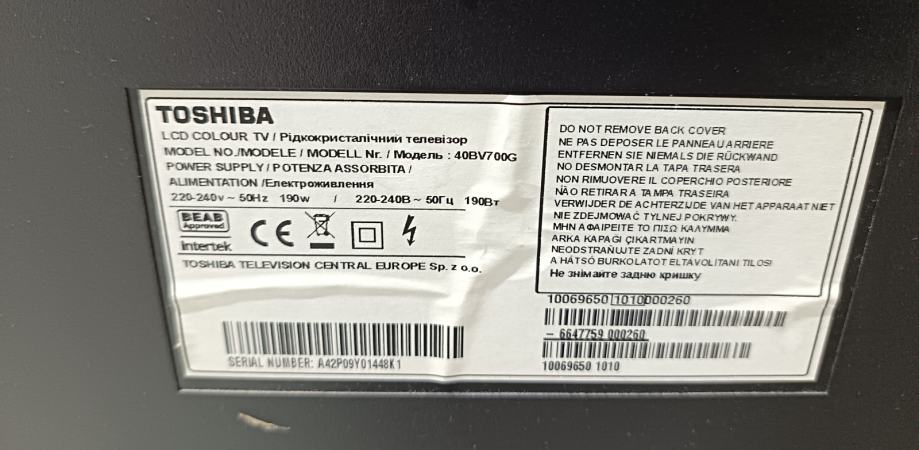 TOSHIBA
LCD COLOUR TV / Рідкокристалічний телевізор
MODEL NO./MODELE / MODELL Nr. / Модель : 40BV700G
POWER SUPPLY / POTENZA ASSORBITA /
ALIMENTATION /Електроживлення
220-240v ~ 50Hz 190w / 220-240В ~ 50Гц 190Вт
BEAB
Approved
Intertek
CE
TOSHIBA TELEVISION CENTRAL EUROPE Sp. z o.o.
SERIAL NUMBER: A42P09Y01448K1
DO NOT REMOVE BACK COVER
NE PAS DEPOSER LE PANNEAU ARRIERE
ENTFERNEN SIE NIEMALS DIE RÜCKWAND
NO DESMONTAR LA TAPA TRASERA
NON RIMUOVERE IL COPERCHIO POSTERIORE
NÃO RETIRAR A TAMPA TRASEIRA
VERWIJDER DE ACHTERZUDE VAN HET APPARAAT NIET
NIE ZDEJMOWAĆ TYLNEJ POKRYWY.
ΜΗΝ ΑΦΑΙΡΕΙΤΕ ΤΟ ΠΙΣΩ ΚΑΛΥΜΜΑ
ARKA KAPAĞI ÇIKARTMAYIN
NEODSTRAŇUJTE ZADNÍ KRYT
A HÁTSÓ BURKOLATOT ELTÁVOLÍTANI TILOS!
Не знімайте задню кришку
10069650 1010000260
- 6647759 000260
10069650 1010